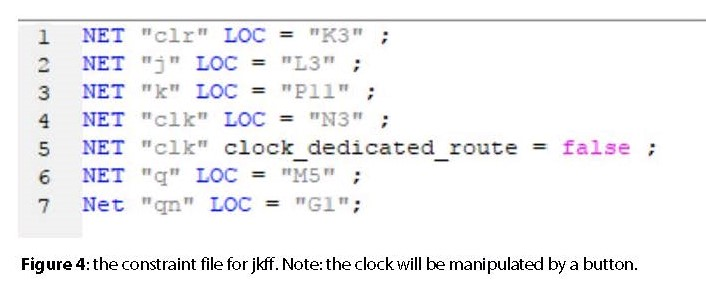 1 NET "clr" LOC = "K3" ;
2 NET "j" LOC = "L3" ;
3 NET "k" LOC = "P11" ;
4 NET "clk" LOC = "N3" ;
5 NET "clk" clock_dedicated_route = false ;
6 NET "q" LOC = "M5" ;
7 Net "qn" LOC = "G1";
Figure 4: the constraint file for jkff. Note: the clock will be manipulated by a button.